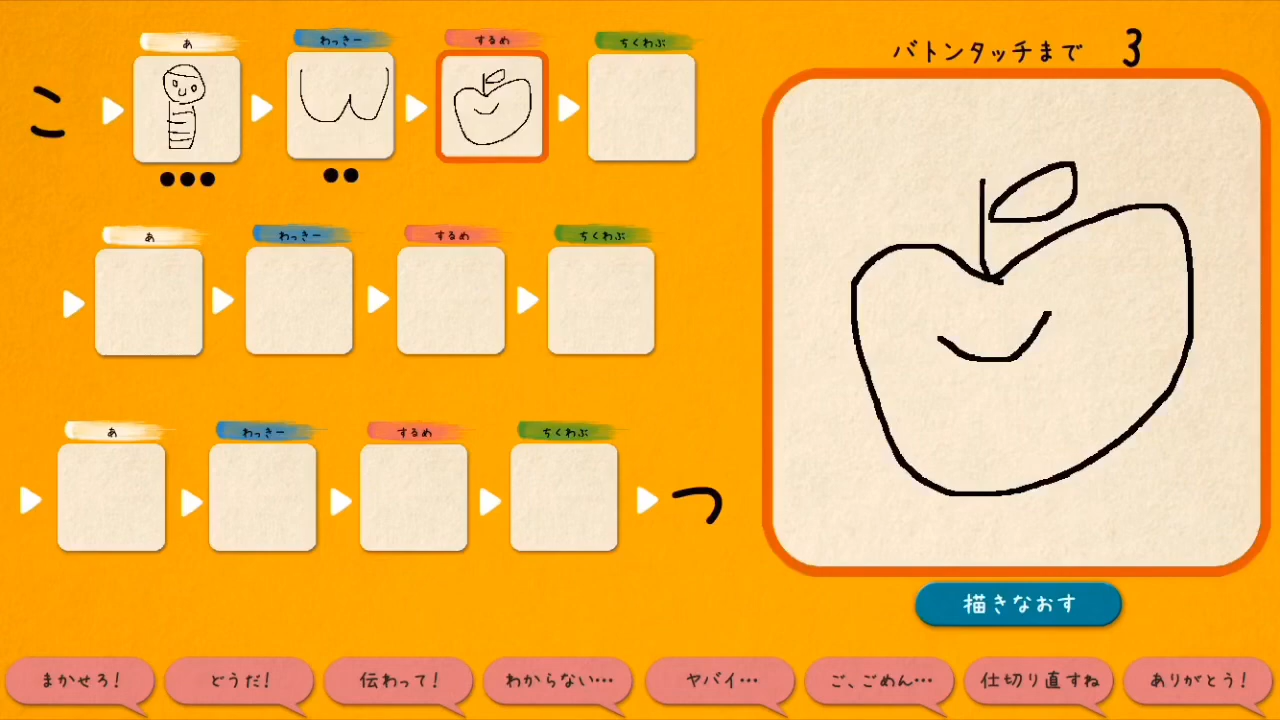 こ
あ
わっきー
するめ
ちくわぶ
バトンタッチまで 3
あ
わっきー
するめ
ちくわぶ
あ
わっきー
するめ
ちくわぶ
つ
描きなおす
まかせろ!
どうだ!
伝わって!
わからない…
ヤバイ…
ご、ごめん…
仕切り直すね
ありがとう!